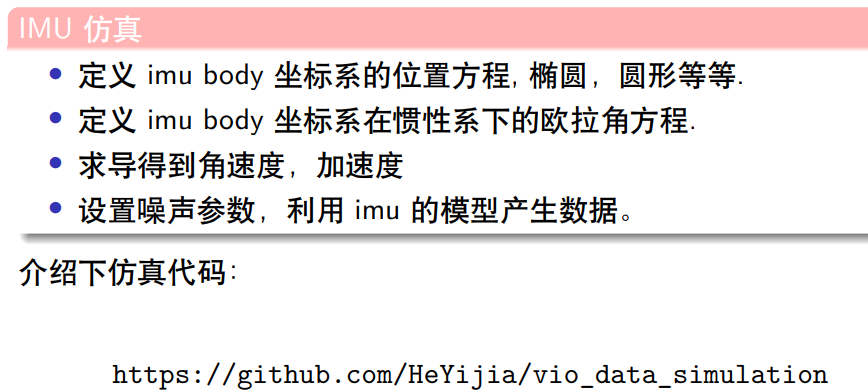 IMU 仿真
• 定义 imu body 坐标系的位置方程, 椭圆，圆形等等.
• 定义 imu body 坐标系在惯性系下的欧拉角方程.
• 求导得到角速度，加速度
• 设置噪声参数，利用 imu 的模型产生数据。
介绍下仿真代码:
https://github.com/HeYijia/vio_data_simulation